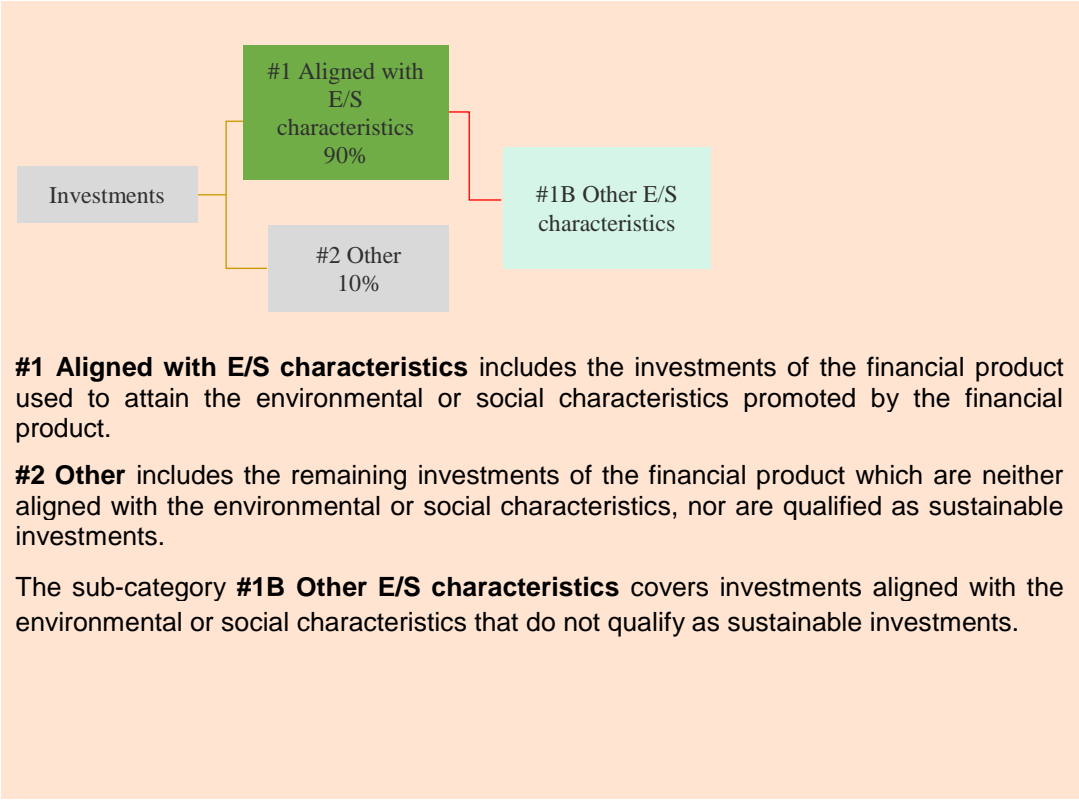 #1 Aligned with
E/S
characteristics
90%
Investments
#1B Other E/S
characteristics
#2 Other
10%
#1 Aligned with E/S characteristics includes the investments of the financial product
used to attain the environmental or social characteristics promoted by the financial
product.
#2 Other includes the remaining investments of the financial product which are neither
aligned with the environmental or social characteristics, nor are qualified as sustainable
investments.
The sub-category #1B Other E/S characteristics covers investments aligned with the
environmental or social characteristics that do not qualify as sustainable investments.